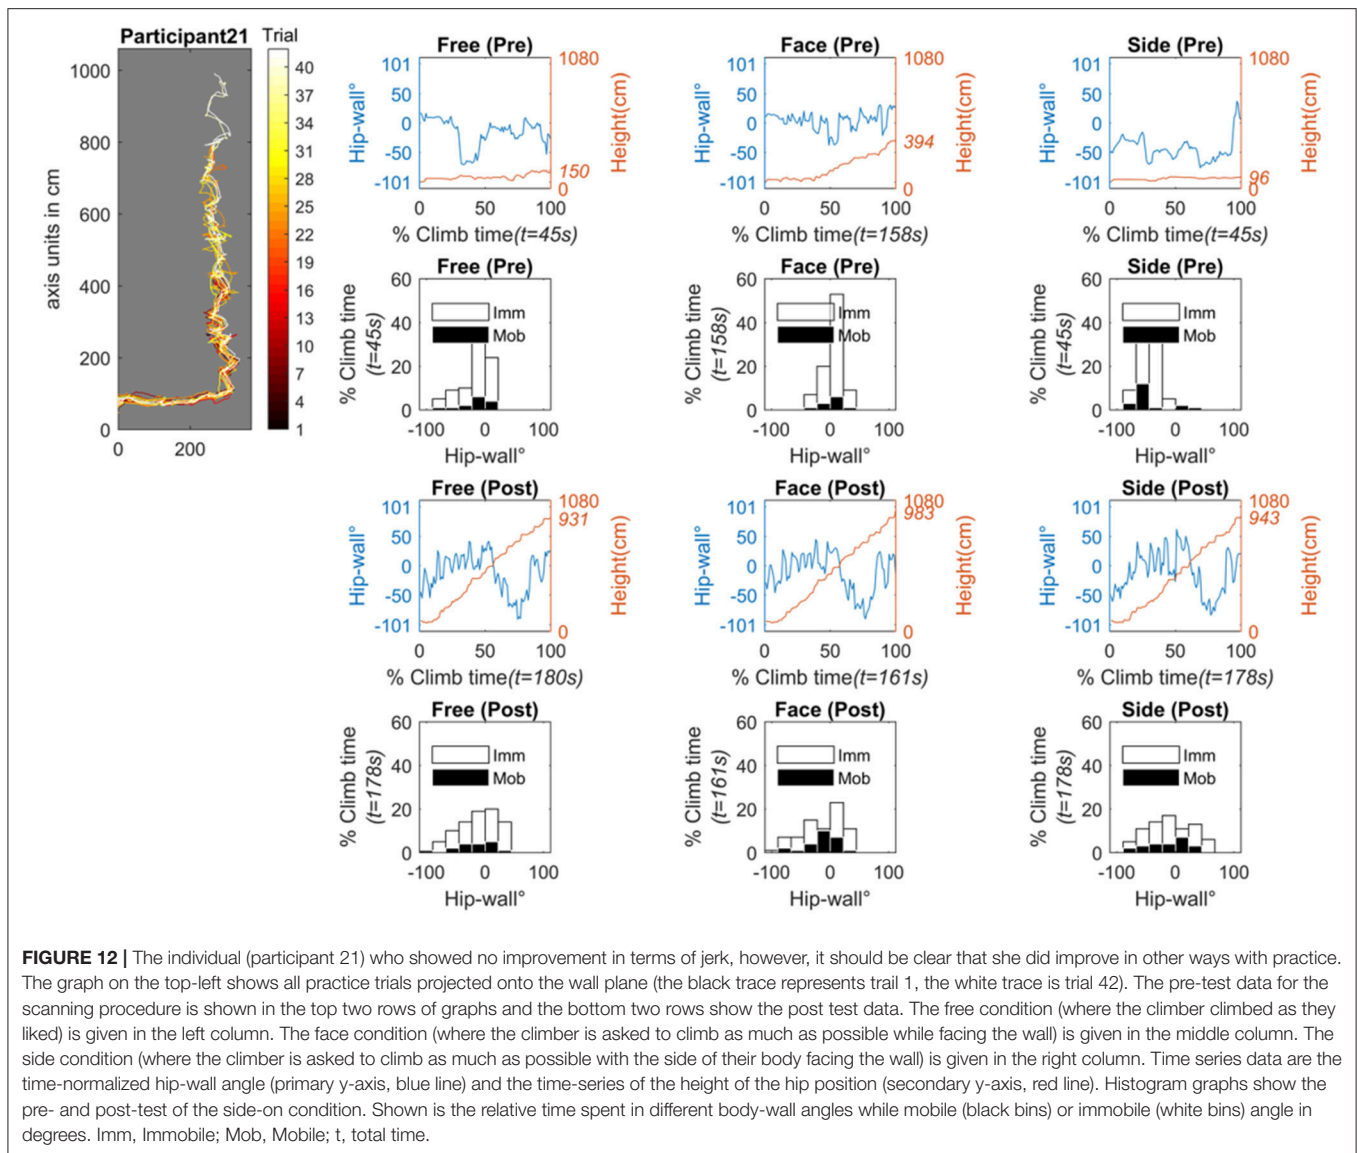 Participant21 Trial
axis units in cm
1000
800
600
400
200
0
0 200
40
37
34
31
28
25
22
19
16
13
10
7
4
1
Free (Pre)
Hip-wall°
101
50
0
-50
-101
1080
150
0
Height(cm)
0 50 100
% Climb time(t=45s)
Face (Pre)
Hip-wall°
101
50
0
-50
-101
1080
394
0
Height(cm)
0 50 100
% Climb time(t=158s)
Side (Pre)
Hip-wall°
101
50
0
-50
-101
1080
96
0
Height(cm)
0 50 100
% Climb time(t=45s)
Free (Pre)
% Climb time
(t=45s)
60
40
20
0
Imm
Mob
-100 0 100
Hip-wall°
Face (Pre)
% Climb time
(t=158s)
60
40
20
0
Imm
Mob
-100 0 100
Hip-wall°
Side (Pre)
% Climb time
(t=45s)
60
40
20
0
Imm
Mob
-100 0 100
Hip-wall°
Free (Post)
Hip-wall°
101
50
0
-50
-101
1080
931
0
Height(cm)
0 50 100
% Climb time(t=180s)
Face (Post)
Hip-wall°
101
50
0
-50
-101
1080
983
0
Height(cm)
0 50 100
% Climb time(t=161s)
Side (Post)
Hip-wall°
101
50
0
-50
-101
1080
943
0
Height(cm)
0 50 100
% Climb time(t=178s)
Free (Post)
% Climb time
(t=178s)
60
40
20
0
Imm
Mob
-100 0 100
Hip-wall°
Face (Post)
% Climb time
(t=161s)
60
40
20
0
Imm
Mob
-100 0 100
Hip-wall°
Side (Post)
% Climb time
(t=178s)
60
40
20
0
Imm
Mob
-100 0 100
Hip-wall°
FIGURE 12 | The individual (participant 21) who showed no improvement in terms of jerk, however, it should be clear that she did improve in other ways with practice.
The graph on the top-left shows all practice trials projected onto the wall plane (the black trace represents trail 1, the white trace is trial 42). The pre-test data for the
scanning procedure is shown in the top two rows of graphs and the bottom two rows show the post test data. The free condition (where the climber climbed as they
liked) is given in the left column. The face condition (where the climber is asked to climb as much as possible while facing the wall) is given in the middle column. The
side condition (where the climber is asked to climb as much as possible with the side of their body facing the wall) is given in the right column. Time series data are the
time-normalized hip-wall angle (primary y-axis, blue line) and the time-series of the height of the hip position (secondary y-axis, red line). Histogram graphs show the
pre- and post-test of the side-on condition. Shown is the relative time spent in different body-wall angles while mobile (black bins) or immobile (white bins) angle in
degrees. Imm, Immobile; Mob, Mobile; t, total time.